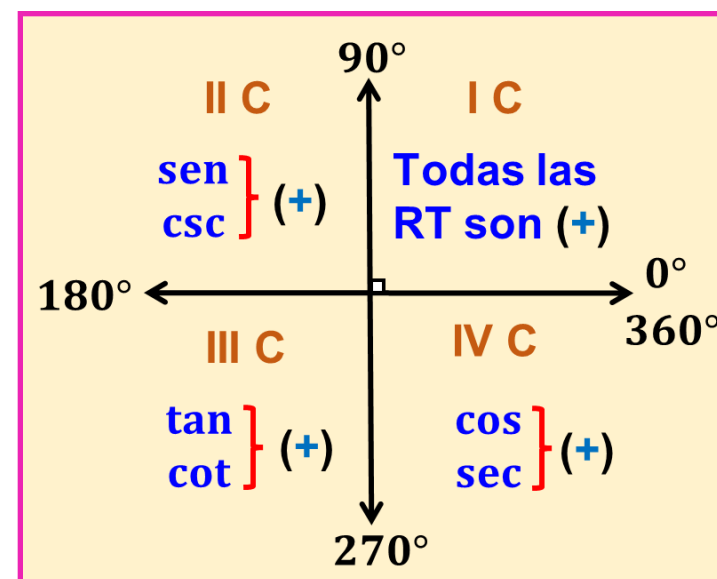 90°
II C
I C
sen
csc
(+)
Todas las
RT son (+)
180°
0°
360°
III C
IV C
tan
cot
(+)
cos
sec
(+)
270°